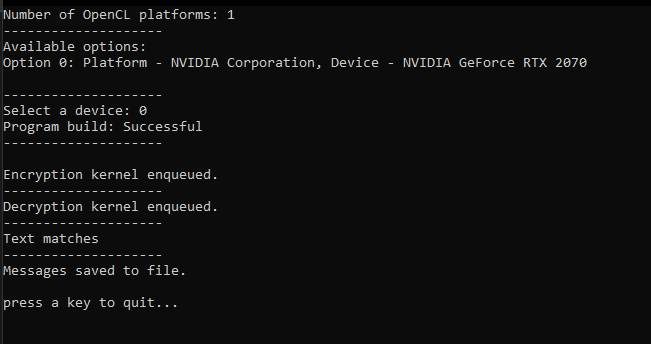 Number of OpenCL platforms: 1
--------------------
Available options:
Option 0: Platform - NVIDIA Corporation, Device - NVIDIA GeForce RTX 2070
--------------------
Select a device: 0
Program build: Successful
--------------------
Encryption kernel enqueued.
--------------------
Decryption kernel enqueued.
--------------------
Text matches
--------------------
Messages saved to file.
press a key to quit...